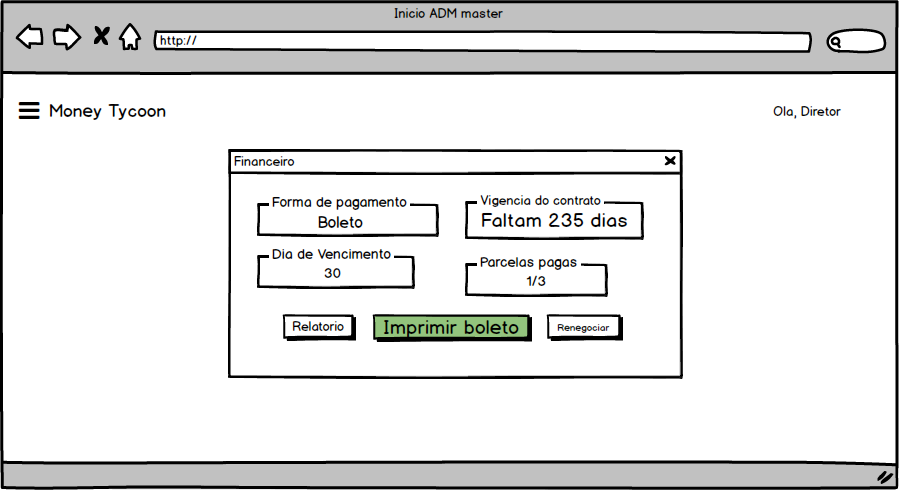 Inicio ADM master
http://
Money Tycoon
Ola, Diretor
Financeiro
Forma de pagamento
Boleto
Vigencia do contrato
Faltam 235 dias
Dia de Vencimento
30
Parcelas pagas
1/3
Relatorio
Imprimir boleto
Renegociar